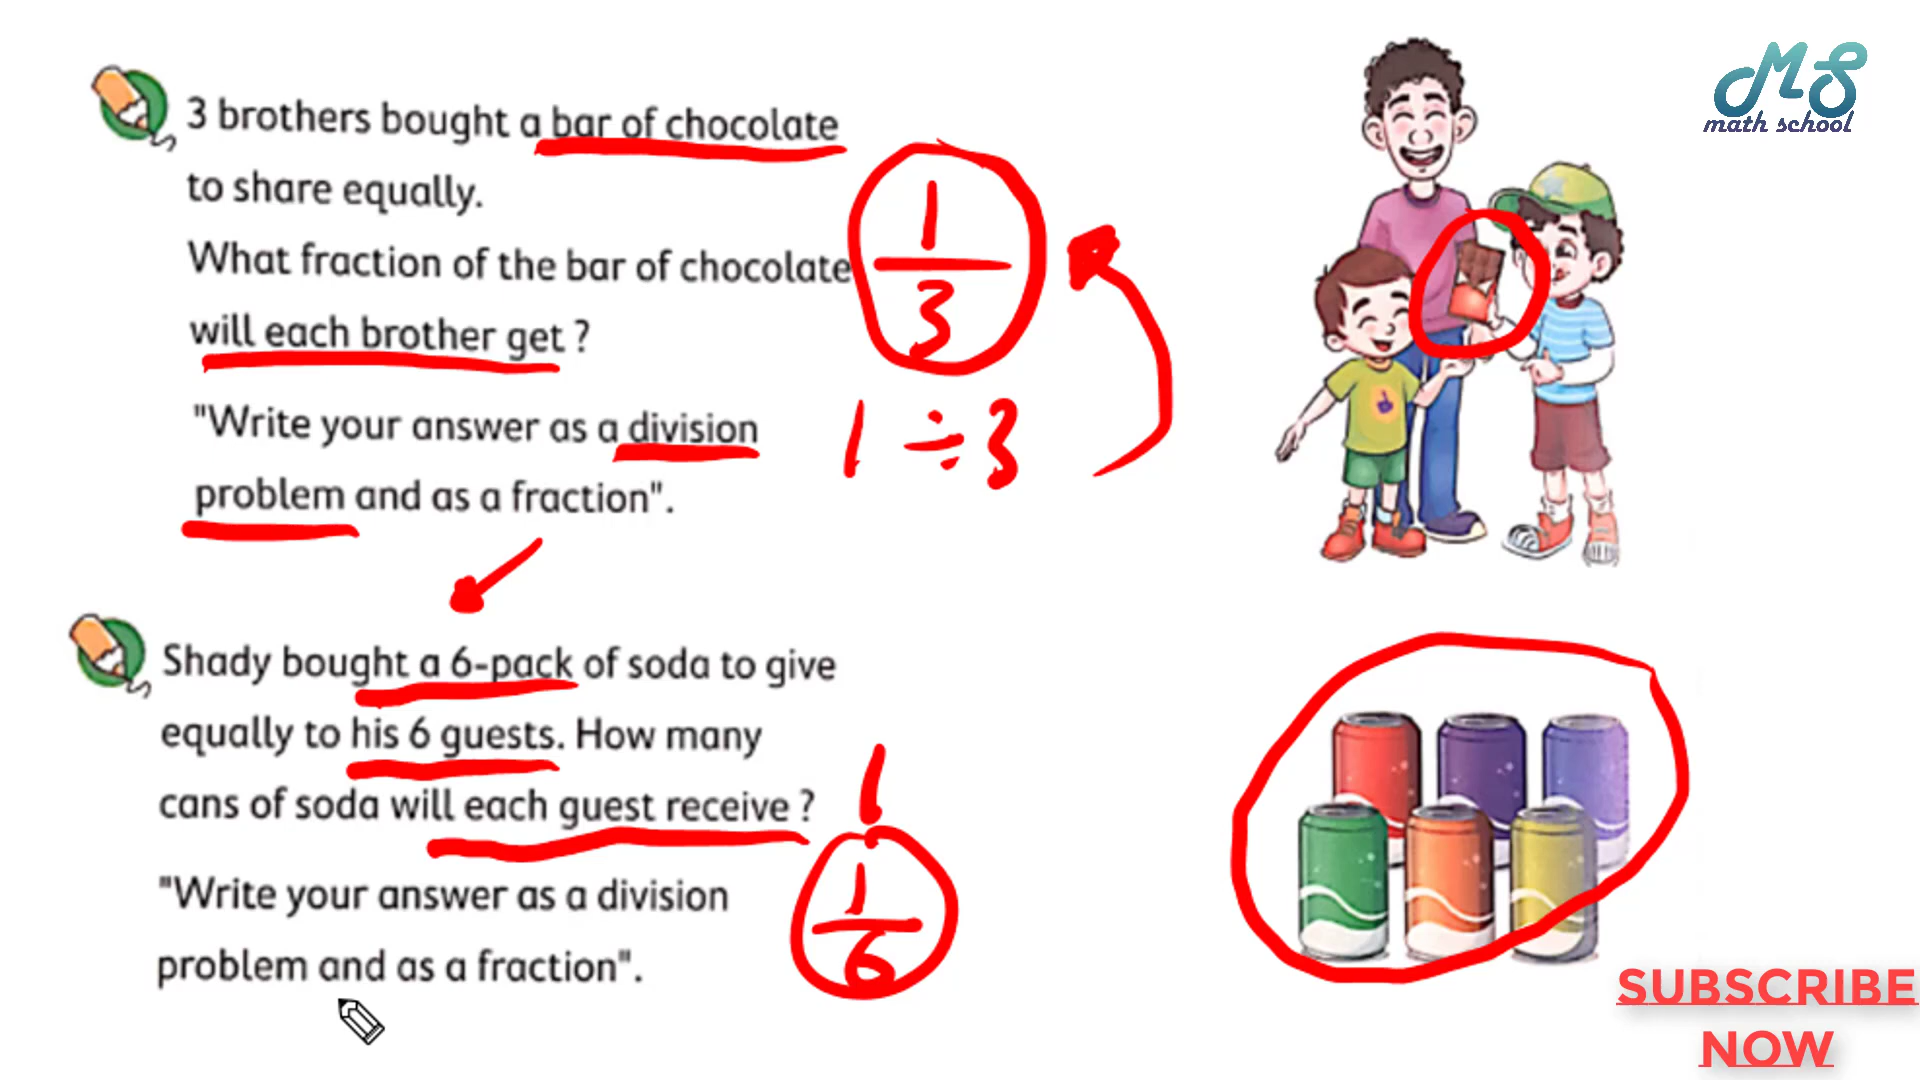 3 brothers bought a bar of chocolate
to share equally.
What fraction of the bar of chocolate
will each brother get ?
"Write your answer as a division
problem and as a fraction".
1
3
1 ÷ 3
Shady bought a 6-pack of soda to give
equally to his 6 guests. How many
cans of soda will each guest receive ?
"Write your answer as a division
problem and as a fraction".
1
1
6
MS
math school
SUBSCRIBE
NOW